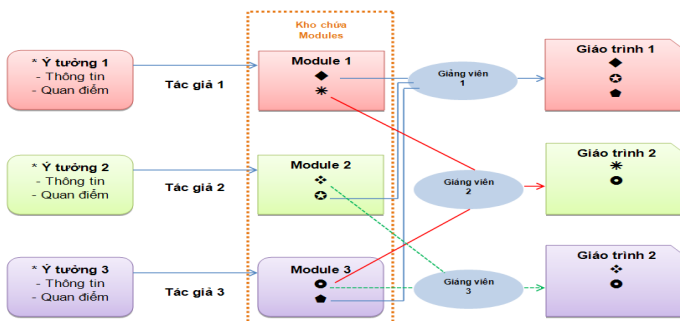 Kho chứa
Modules
* Ý tưởng 1
- Thông tin
- Quan điểm
Tác giả 1
Module 1
Giảng viên
1
Giáo trình 1
* Ý tưởng 2
- Thông tin
- Quan điểm
Tác giả 2
Module 2
Giảng viên
2
Giáo trình 2
* Ý tưởng 3
- Thông tin
- Quan điểm
Tác giả 3
Module 3
Giảng viên
3
Giáo trình 2